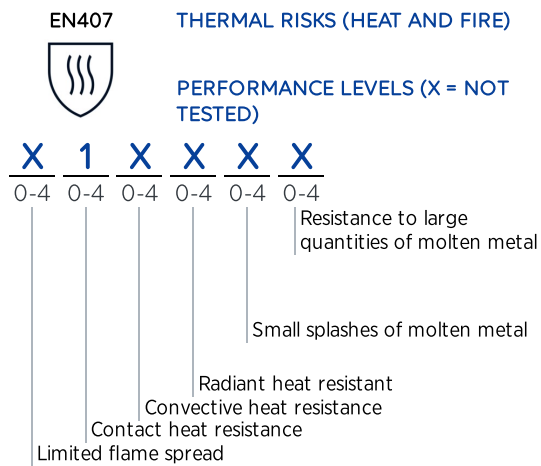 EN407
THERMAL RISKS (HEAT AND FIRE)
PERFORMANCE LEVELS (X = NOT
TESTED)
X 1 X X X X
0-4 0-4 0-4 0-4 0-4 0-4
Resistance to large
quantities of molten metal
Small splashes of molten metal
Radiant heat resistant
Convective heat resistance
Contact heat resistance
Limited flame spread